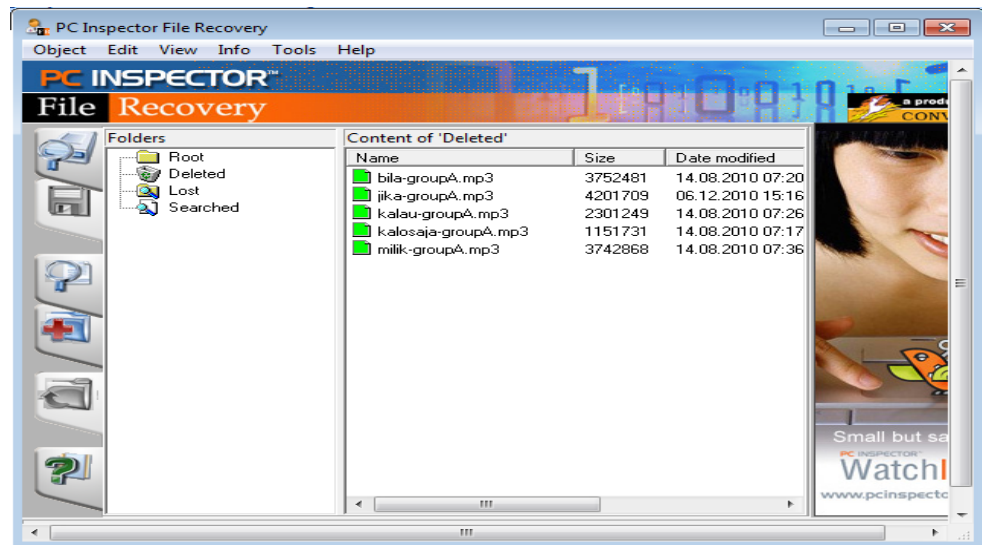 PC Inspector File Recovery
Object Edit View Info Tools Help
PC INSPECTOR™
File Recovery
a prod
CONV
Folders
Root
Deleted
Lost
Searched
Content of 'Deleted'
Name Size Date modified
bila-groupA.mp3 3752481 14.08.2010 07:20
jika-groupA.mp3 4201709 06.12.2010 15:16
kalau-groupA.mp3 2301249 14.08.2010 07:26
kalosaja-groupA.mp3 1151731 14.08.2010 07:17
milik-groupA.mp3 3742868 14.08.2010 07:36
Small but sa
PC INSPECTOR™
Watch
www.pcinspecto